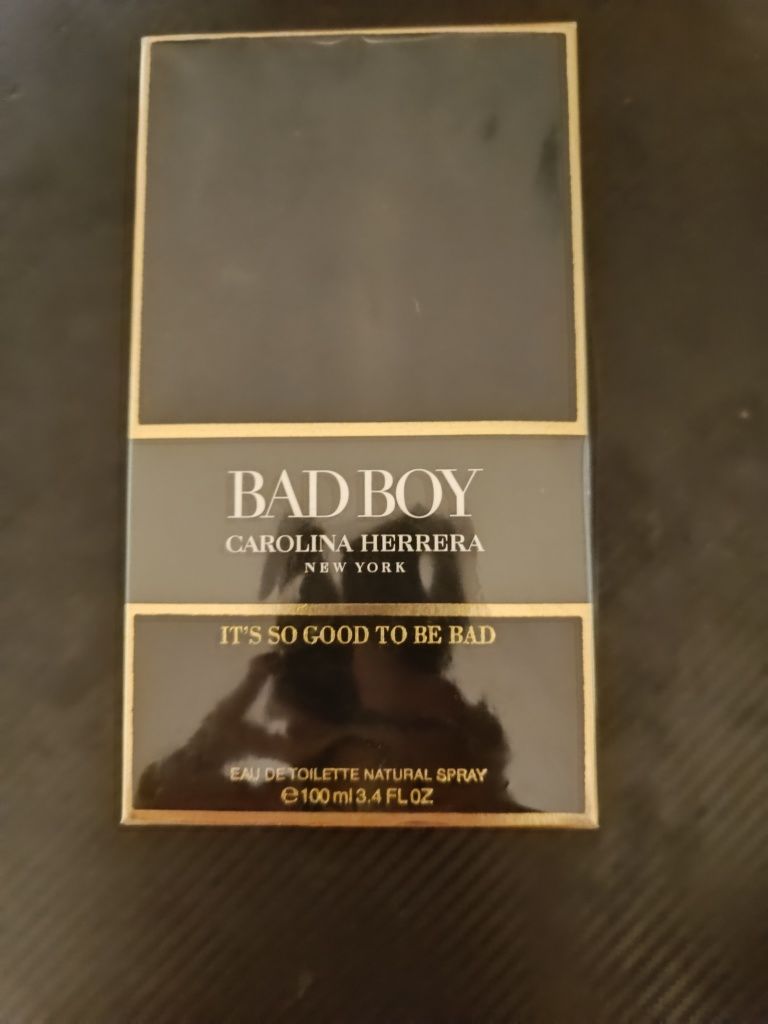 BAD BOY
CAROLINA HERRERA
NEW YORK
IT'S SO GOOD TO BE BAD
EAU DE TOILETTE NATURAL SPRAY
℮100 ml 3.4 FL OZ